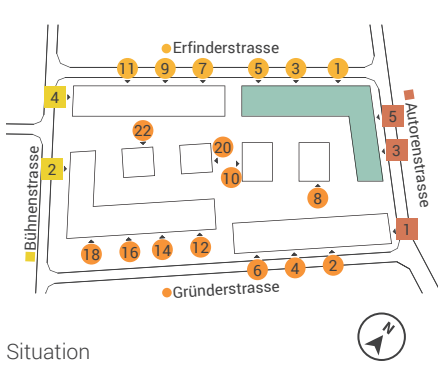 Erfinderstrasse
11 9 7 5 3 1
4
5
Autorenstrasse
22
20
3
2
10
Bühnenstrasse
8
1
18 16 14 12
6 4 2
Gründerstrasse
N
Situation